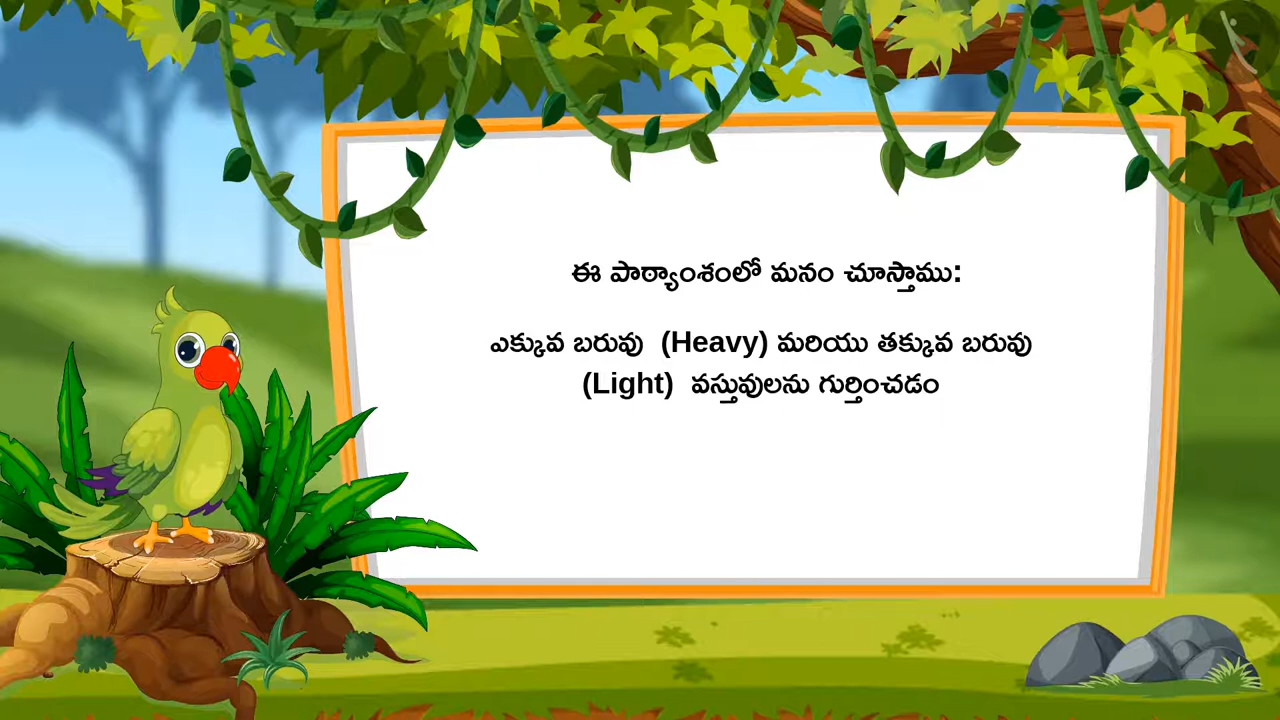 ఈ పాఠ్యాంశంలో మనం చూస్తాము:
ఎక్కువ బరువు (Heavy) మరియు తక్కువ బరువు
(Light) వస్తువులను గుర్తించడం